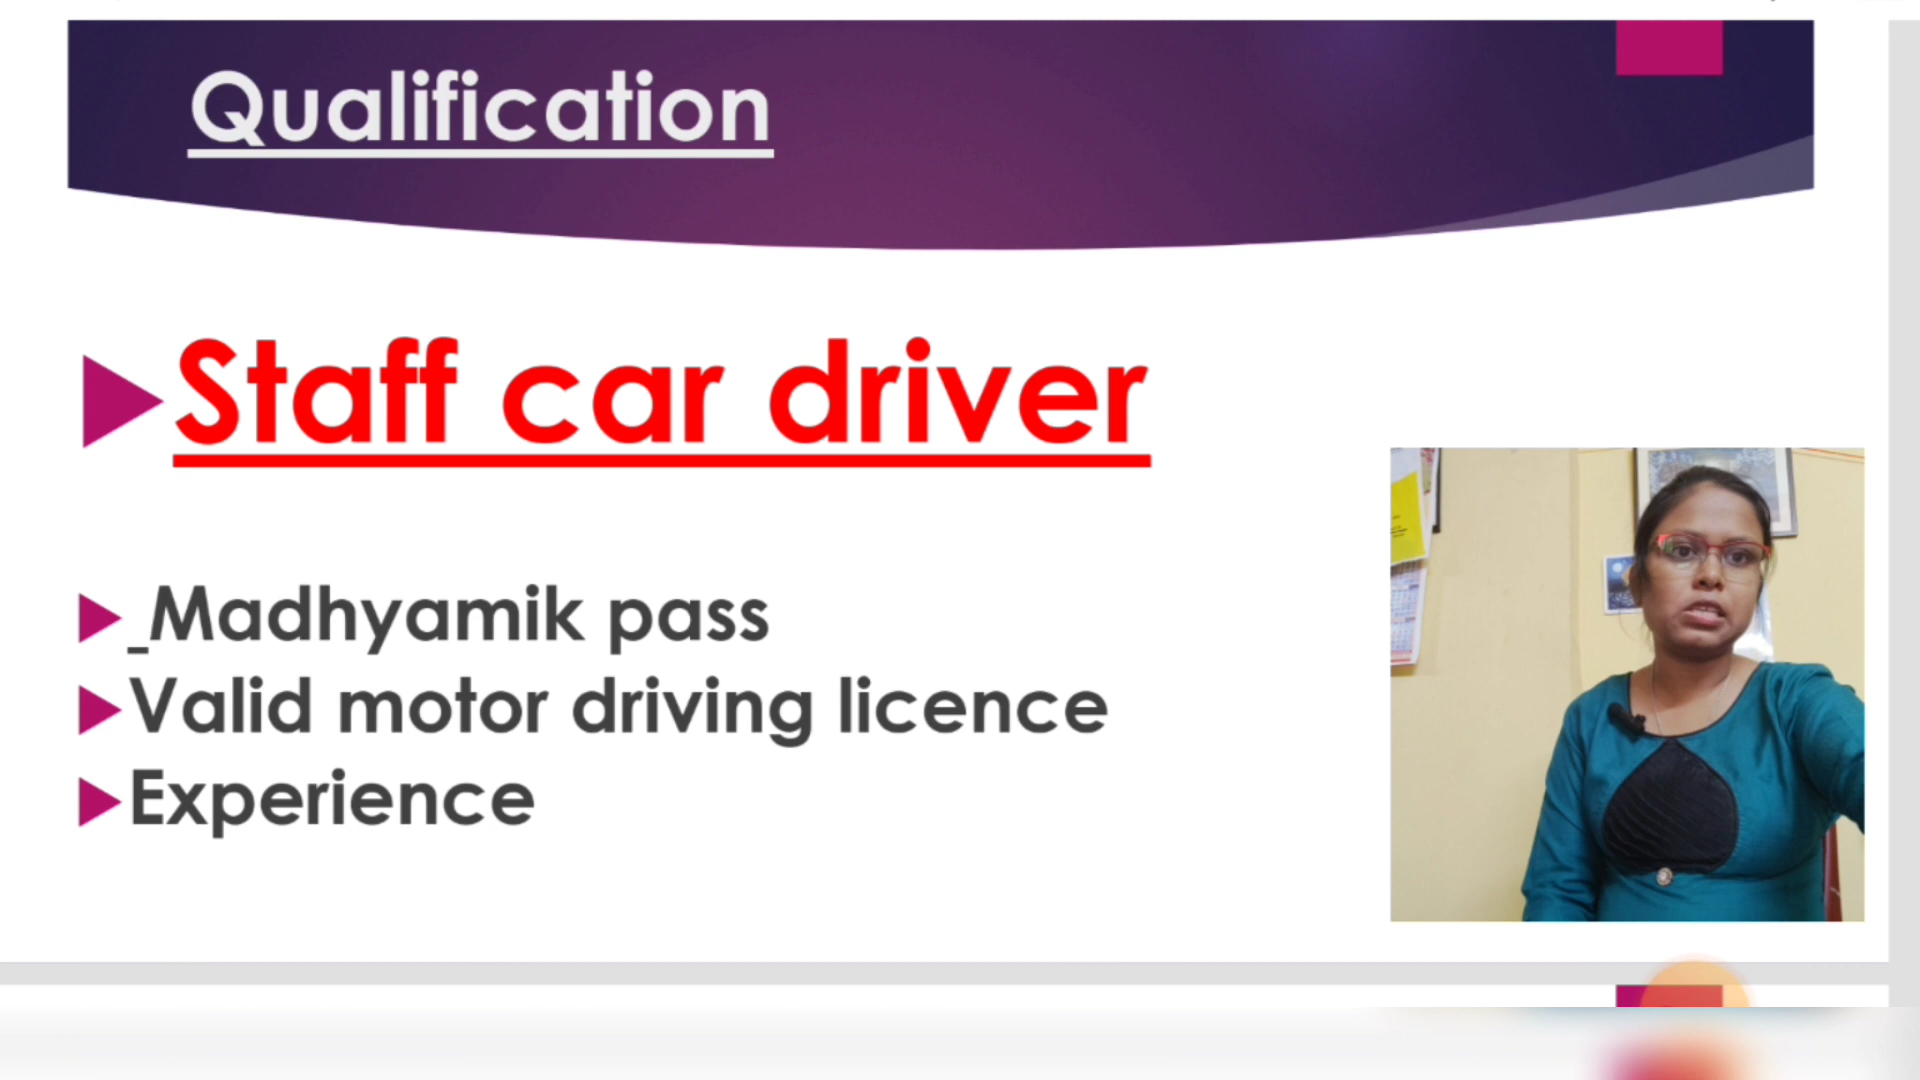 Qualification
Staff car driver
_Madhyamik pass
Valid motor driving licence
Experience